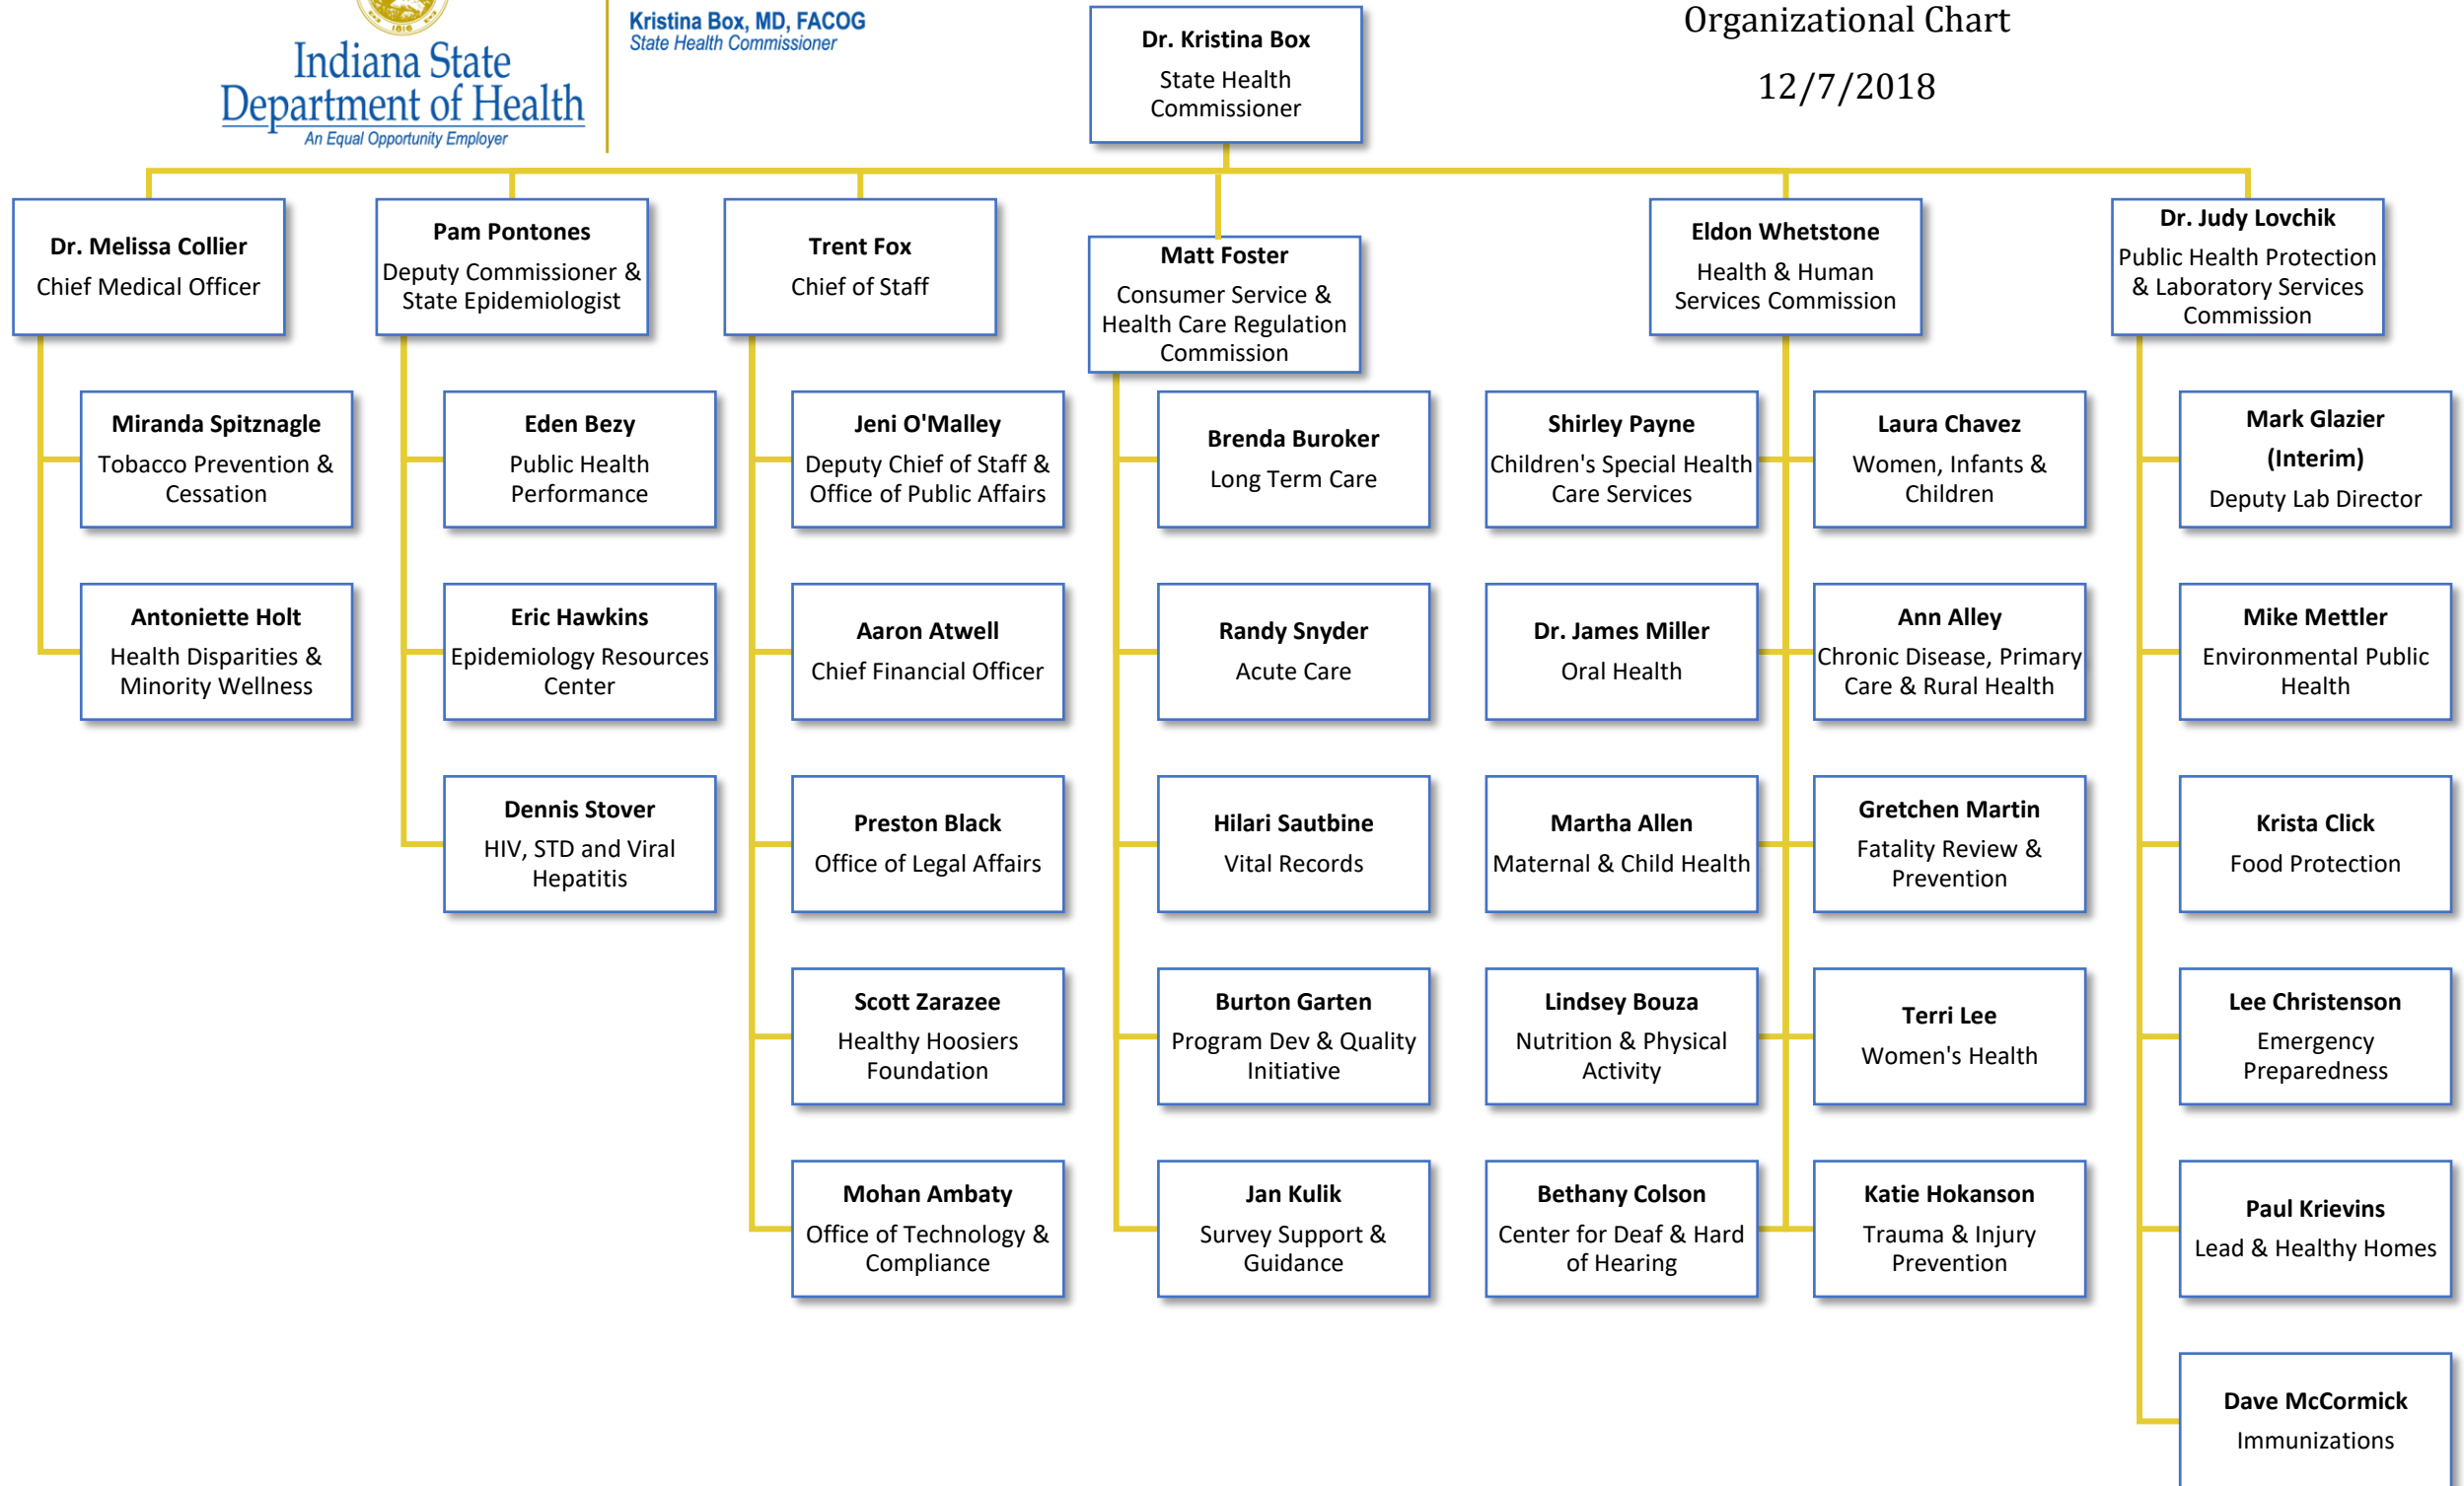 1816
Indiana State
Department of Health
An Equal Opportunity Employer
Kristina Box, MD, FACOG
State Health Commissioner
Organizational Chart
12/7/2018
Dr. Kristina Box
State Health
Commissioner
Dr. Melissa Collier
Chief Medical Officer
Miranda Spitznagle
Tobacco Prevention &
Cessation
Antoniette Holt
Health Disparities &
Minority Wellness
Pam Pontones
Deputy Commissioner &
State Epidemiologist
Eden Bezy
Public Health
Performance
Eric Hawkins
Epidemiology Resources
Center
Dennis Stover
HIV, STD and Viral
Hepatitis
Trent Fox
Chief of Staff
Jeni O'Malley
Deputy Chief of Staff &
Office of Public Affairs
Aaron Atwell
Chief Financial Officer
Preston Black
Office of Legal Affairs
Scott Zarazee
Healthy Hoosiers
Foundation
Mohan Ambaty
Office of Technology &
Compliance
Matt Foster
Consumer Service &
Health Care Regulation
Commission
Brenda Buroker
Long Term Care
Randy Snyder
Acute Care
Hilari Sautbine
Vital Records
Burton Garten
Program Dev & Quality
Initiative
Jan Kulik
Survey Support &
Guidance
Eldon Whetstone
Health & Human
Services Commission
Shirley Payne
Children's Special Health
Care Services
Laura Chavez
Women, Infants &
Children
Dr. James Miller
Oral Health
Ann Alley
Chronic Disease, Primary
Care & Rural Health
Martha Allen
Maternal & Child Health
Gretchen Martin
Fatality Review &
Prevention
Lindsey Bouza
Nutrition & Physical
Activity
Terri Lee
Women's Health
Bethany Colson
Center for Deaf & Hard
of Hearing
Katie Hokanson
Trauma & Injury
Prevention
Dr. Judy Lovchik
Public Health Protection
& Laboratory Services
Commission
Mark Glazier
(Interim)
Deputy Lab Director
Mike Mettler
Environmental Public
Health
Krista Click
Food Protection
Lee Christenson
Emergency
Preparedness
Paul Krievins
Lead & Healthy Homes
Dave McCormick
Immunizations